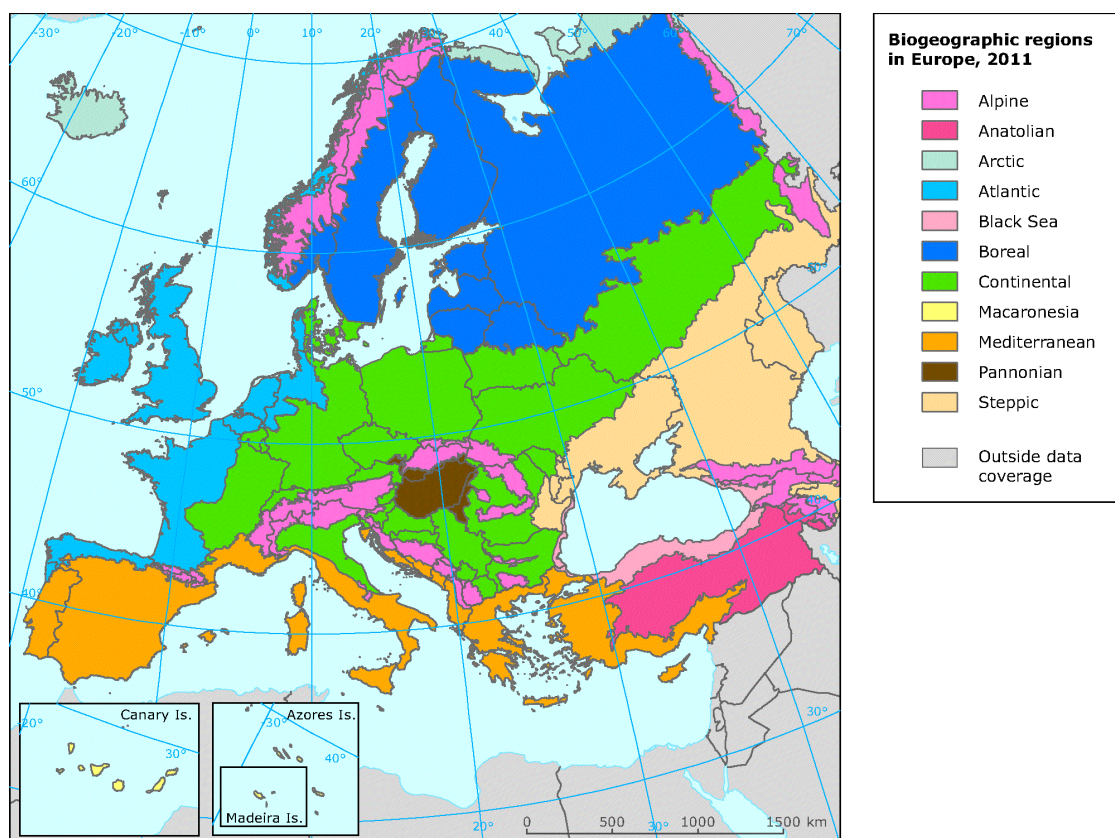 -30°
-20°
-10°
0°
10°
20°
30°
40°
50°
60°
70°
60°
50°
40°
50°
40°
30°
20°
30°
Canary Is.
20°
30°
Azores Is.
-30°
40°
Madeira Is.
0 500 1000 1500 km
Biogeographic regions
in Europe, 2011
Alpine
Anatolian
Arctic
Atlantic
Black Sea
Boreal
Continental
Macaronesia
Mediterranean
Pannonian
Steppic
Outside data
coverage